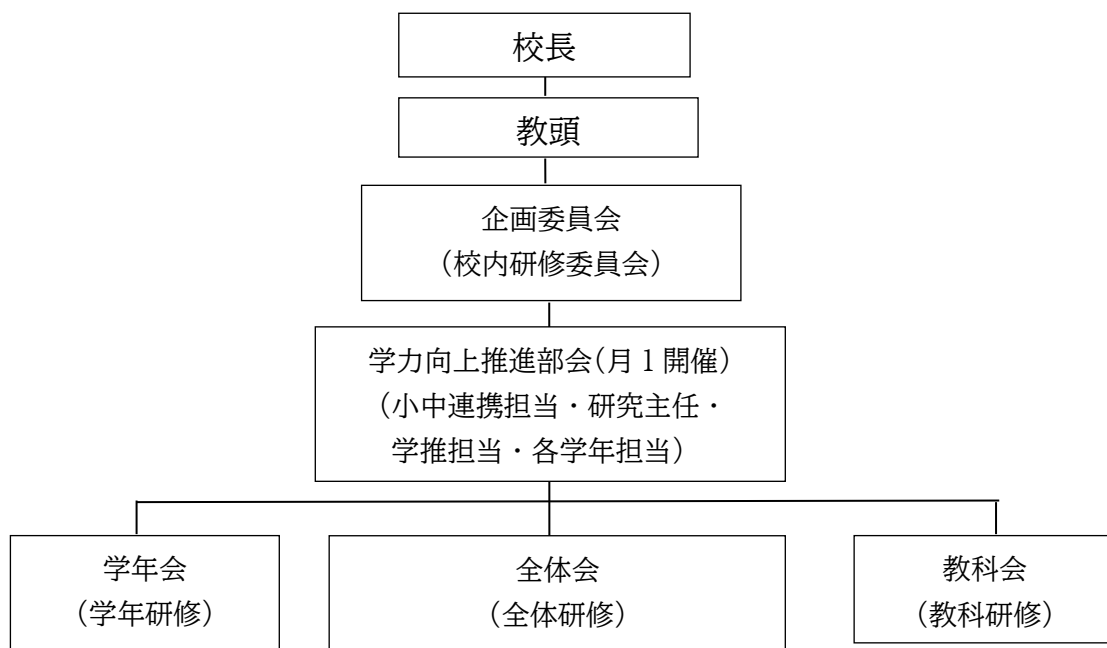 校長
教頭
企画委員会
（校内研修委員会）
学力向上推進部会(月１開催)
（小中連携担当・研究主任・
学推担当・各学年担当）
学年会
（学年研修）
全体会
（全体研修）
教科会
（教科研修）